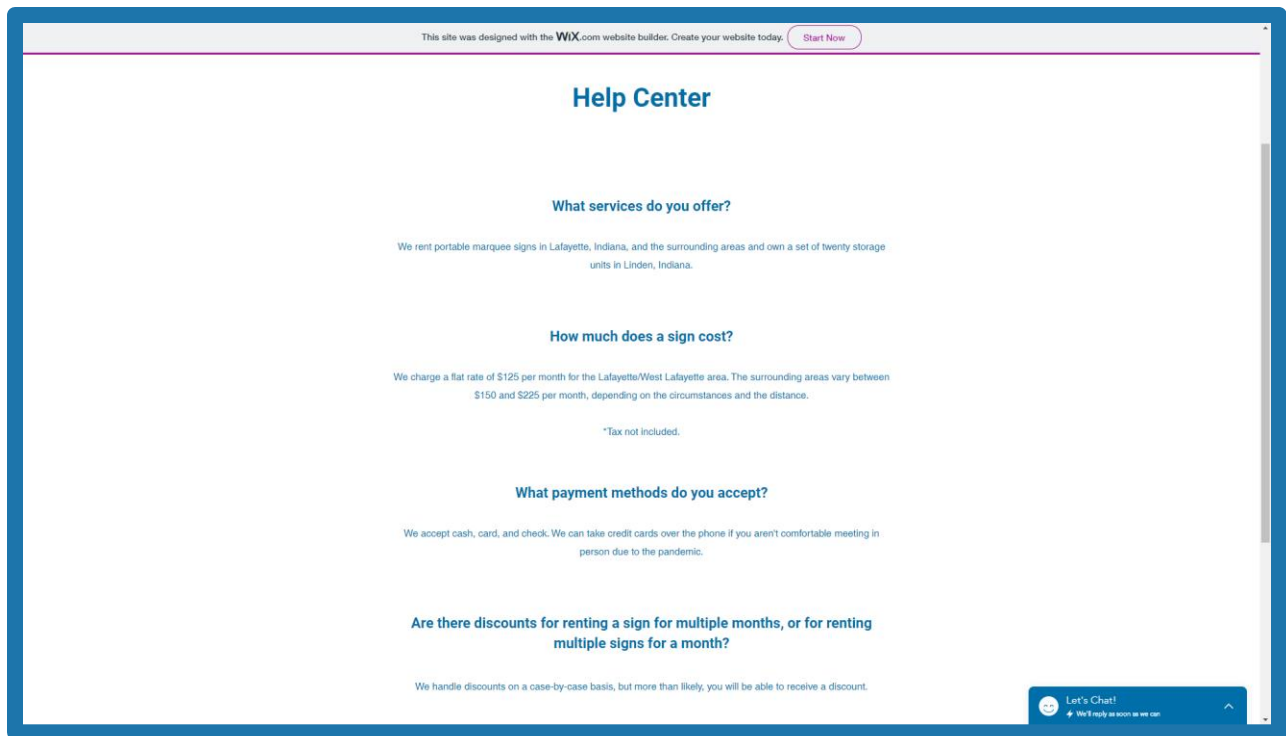 This site was designed with the WiX.com website builder. Create your website today. Start Now
Help Center
What services do you offer?
We rent portable marquee signs in Lafayette, Indiana, and the surrounding areas and own a set of twenty storage
units in Linden, Indiana.
How much does a sign cost?
We charge a flat rate of $125 per month for the Lafayette/West Lafayette area. The surrounding areas vary between
$150 and $225 per month, depending on the circumstances and the distance.
*Tax not included.
What payment methods do you accept?
We accept cash, card, and check. We can take credit cards over the phone if you aren't comfortable meeting in
person due to the pandemic.
Are there discounts for renting a sign for multiple months, or for renting
multiple signs for a month?
We handle discounts on a case-by-case basis, but more than likely, you will be able to receive a discount.
Let's Chat!
We'll reply as soon as we can